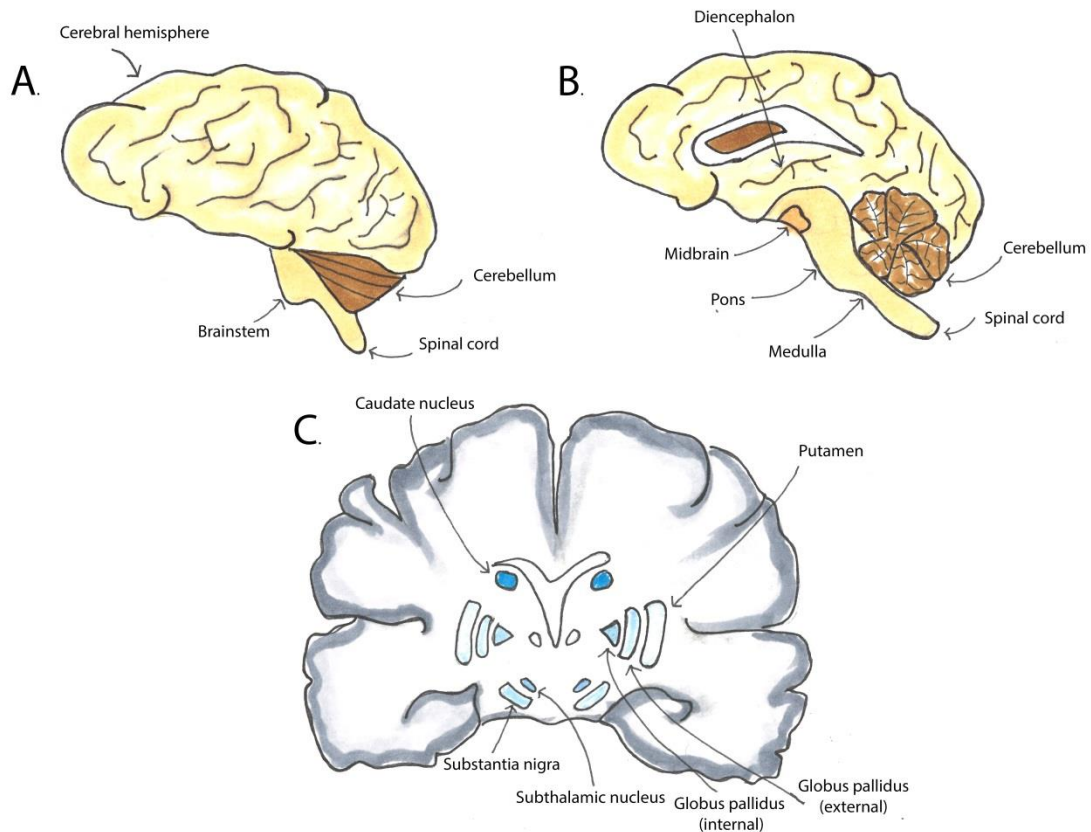 Cerebral hemisphere
A.
Cerebellum
Brainstem
Spinal cord
Diencephalon
B.
Midbrain
Cerebellum
Pons
Spinal cord
Medulla
Caudate nucleus
C.
Putamen
Substantia nigra
Subthalamic nucleus
Globus pallidus
(internal)
Globus pallidus
(external)